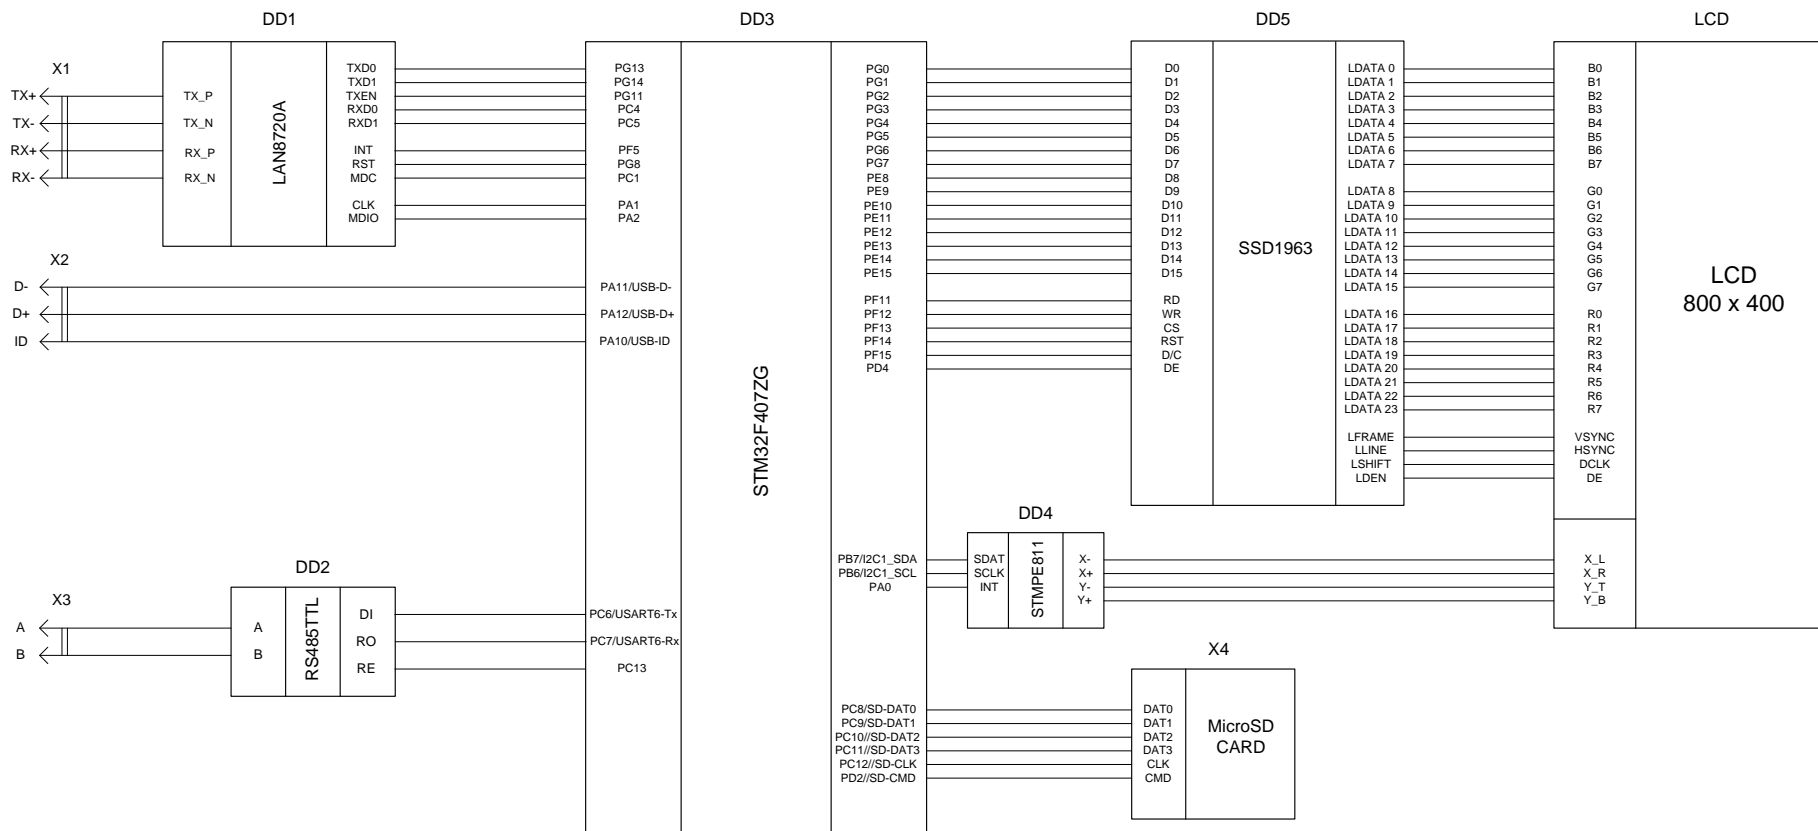 DD1
DD3
DD5
LCD
X1
TX+
TX-
RX+
RX-
TX_P
TX_N
RX_P
RX_N
LAN8720A
TXD0
TXD1
TXEN
RXD0
RXD1
INT
RST
MDC
CLK
MDIO
PG13
PG14
PG11
PC4
PC5
PF5
PG8
PC1
PA1
PA2
X2
D-
D+
ID
PA11/USB-D-
PA12/USB-D+
PA10/USB-ID
STM32F407ZG
DD2
X3
A
B
A
B
RS485TTL
DI
RO
RE
PC6/USART6-Tx
PC7/USART6-Rx
PC13
PG0
PG1
PG2
PG3
PG4
PG5
PG6
PG7
PE8
PE9
PE10
PE11
PE12
PE13
PE14
PE15
PF11
PF12
PF13
PF14
PF15
PD4
D0
D1
D2
D3
D4
D5
D6
D7
D8
D9
D10
D11
D12
D13
D14
D15
RD
WR
CS
RST
D/C
DE
SSD1963
LDATA 0
LDATA 1
LDATA 2
LDATA 3
LDATA 4
LDATA 5
LDATA 6
LDATA 7
LDATA 8
LDATA 9
LDATA 10
LDATA 11
LDATA 12
LDATA 13
LDATA 14
LDATA 15
LDATA 16
LDATA 17
LDATA 18
LDATA 19
LDATA 20
LDATA 21
LDATA 22
LDATA 23
LFRAME
LLINE
LSHIFT
LDEN
B0
B1
B2
B3
B4
B5
B6
B7
G0
G1
G2
G3
G4
G5
G6
G7
R0
R1
R2
R3
R4
R5
R6
R7
VSYNC
HSYNC
DCLK
DE
LCD
800 x 400
DD4
PB7/I2C1_SDA
PB6/I2C1_SCL
PA0
SDAT
SCLK
INT
STMPE811
X-
X+
Y-
Y+
X_L
X_R
Y_T
Y_B
X4
PC8/SD-DAT0
PC9/SD-DAT1
PC10//SD-DAT2
PC11//SD-DAT3
PC12//SD-CLK
PD2//SD-CMD
DAT0
DAT1
DAT2
DAT3
CLK
CMD
MicroSD
CARD